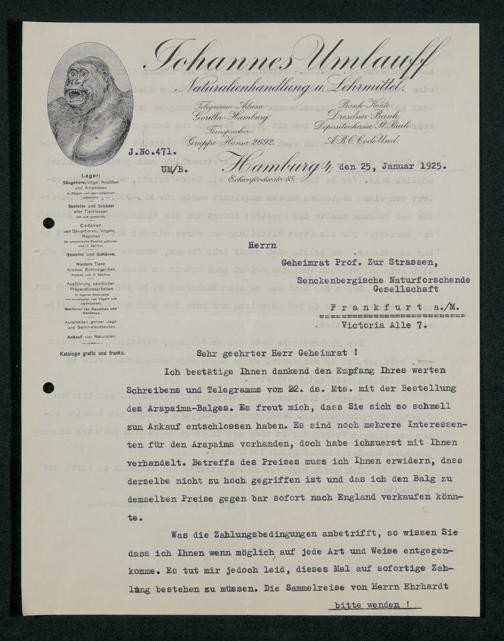 Johannes Umlauff
Naturalienhandlung u. Lehrmittel.
Telegramm-Adresse
Gorilla-Hamburg.
Fernsprecher
Gruppe Hansa 2692.
Bank-Konto:
Dresdner Bank,
Depositenkasse St. Pauli
A.B.C. Code Used.
J.No.471.
UM/B.
Hamburg 4, den 25, Januar 1925.
Lager:
Säugetiere, Vögel, Reptilien
und Amphibien
Skelette und Schädel
aller Tierklassen
Cadaver
von Säugetieren, Vögeln,
Reptilien
Geweihe und Gehörne.
Niedere Tiere
Ausführung sämtlicher
Präparationsarbeiten
Ankauf von Naturalien
Kataloge gratis und franko.
Herrn
Geheimrat Prof. Zur Strassen,
Senckenbergische Naturforschende
Gesellschaft
F r a n k f u r t a./M.
Victoria Alle 7.
Sehr geehrter Herr Geheimrat !
Ich bestätige Ihnen dankend den Empfang Ihres werten
Schreibens und Telegramms vom 22. ds. Mts. mit der Bestellung
des Arapaima-Balges. Es freut mich, dass Sie sich so schnell
zum Ankauf entschlossen haben. Es sind noch mehrere Interessen-
ten für den Arapaima vorhanden, doch habe ichzuerst mit Ihnen
verhandelt. Betreffs des Preises muss ich Ihnen erwidern, dass
derselbe nicht zu hoch gegriffen ist und das ich den Balg zu
demselben Preise gegen bar sofort nach England verkaufen könn-
te.
Was die Zahlungsbedingungen anbetrifft, so wissen Sie
dass ich Ihnen wenn möglich auf jede Art und Weise entgegen-
komme. Es tut mir jedoch leid, dieses Mal auf sofortige Zah-
lung bestehen zu müssen. Die Sammelreise von Herrn Ehrhardt
bitte wenden !